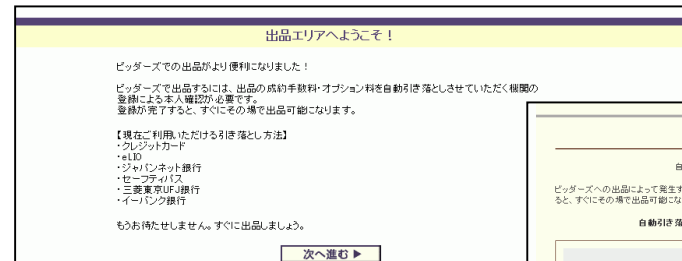 出品エリアへようこそ！
ビッダーズでの出品がより便利になりました！
ビッダーズで出品するには、出品の成約手数料・オプション料を自動引き落としさせていただく機関の
登録による本人確認が必要です。
登録が完了すると、すぐにその場で出品可能になります。
【現在ご利用いただける引き落とし方法】
・クレジットカード
・eLIO
・ジャパンネット銀行
・セーフティパス
・三菱東京UFJ銀行
・イーバンク銀行
もうお待たせしません。すぐに出品しましょう。
次へ進む ▶
自
ビッダーズへの出品によって発生す
ると、すぐにその場で出品可能にな
自動引き落